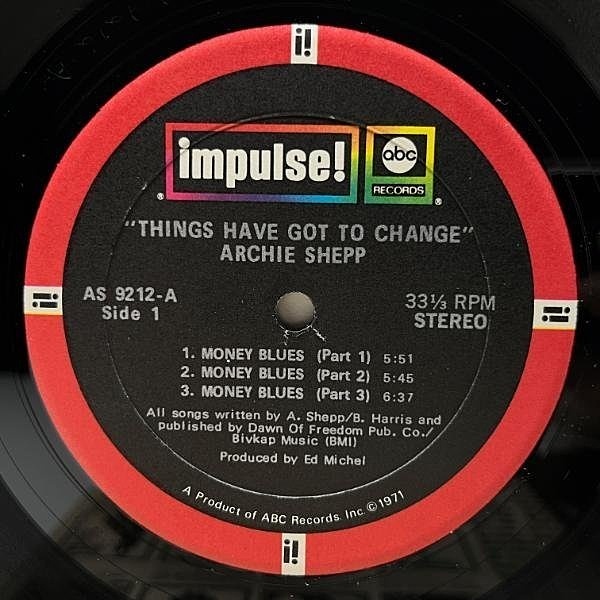 i!
impulse!
abc
RECORDS
®
®
"THINGS HAVE GOT TO CHANGE"
ARCHIE SHEPP
AS 9212-A
Side 1
33⅓ RPM
STEREO
i!
i!
1. MONEY BLUES (Part 1) 5:51
2. MONEY BLUES (Part 2) 5:45
3. MONEY BLUES (Part 3) 6:37
All songs written by A. Shepp/B. Harris and
published by Dawn Of Freedom Pub. Co./
Bivkap Music (BMI)
Produced by Ed Michel
A Product of ABC Records, Inc. © 1971
i!